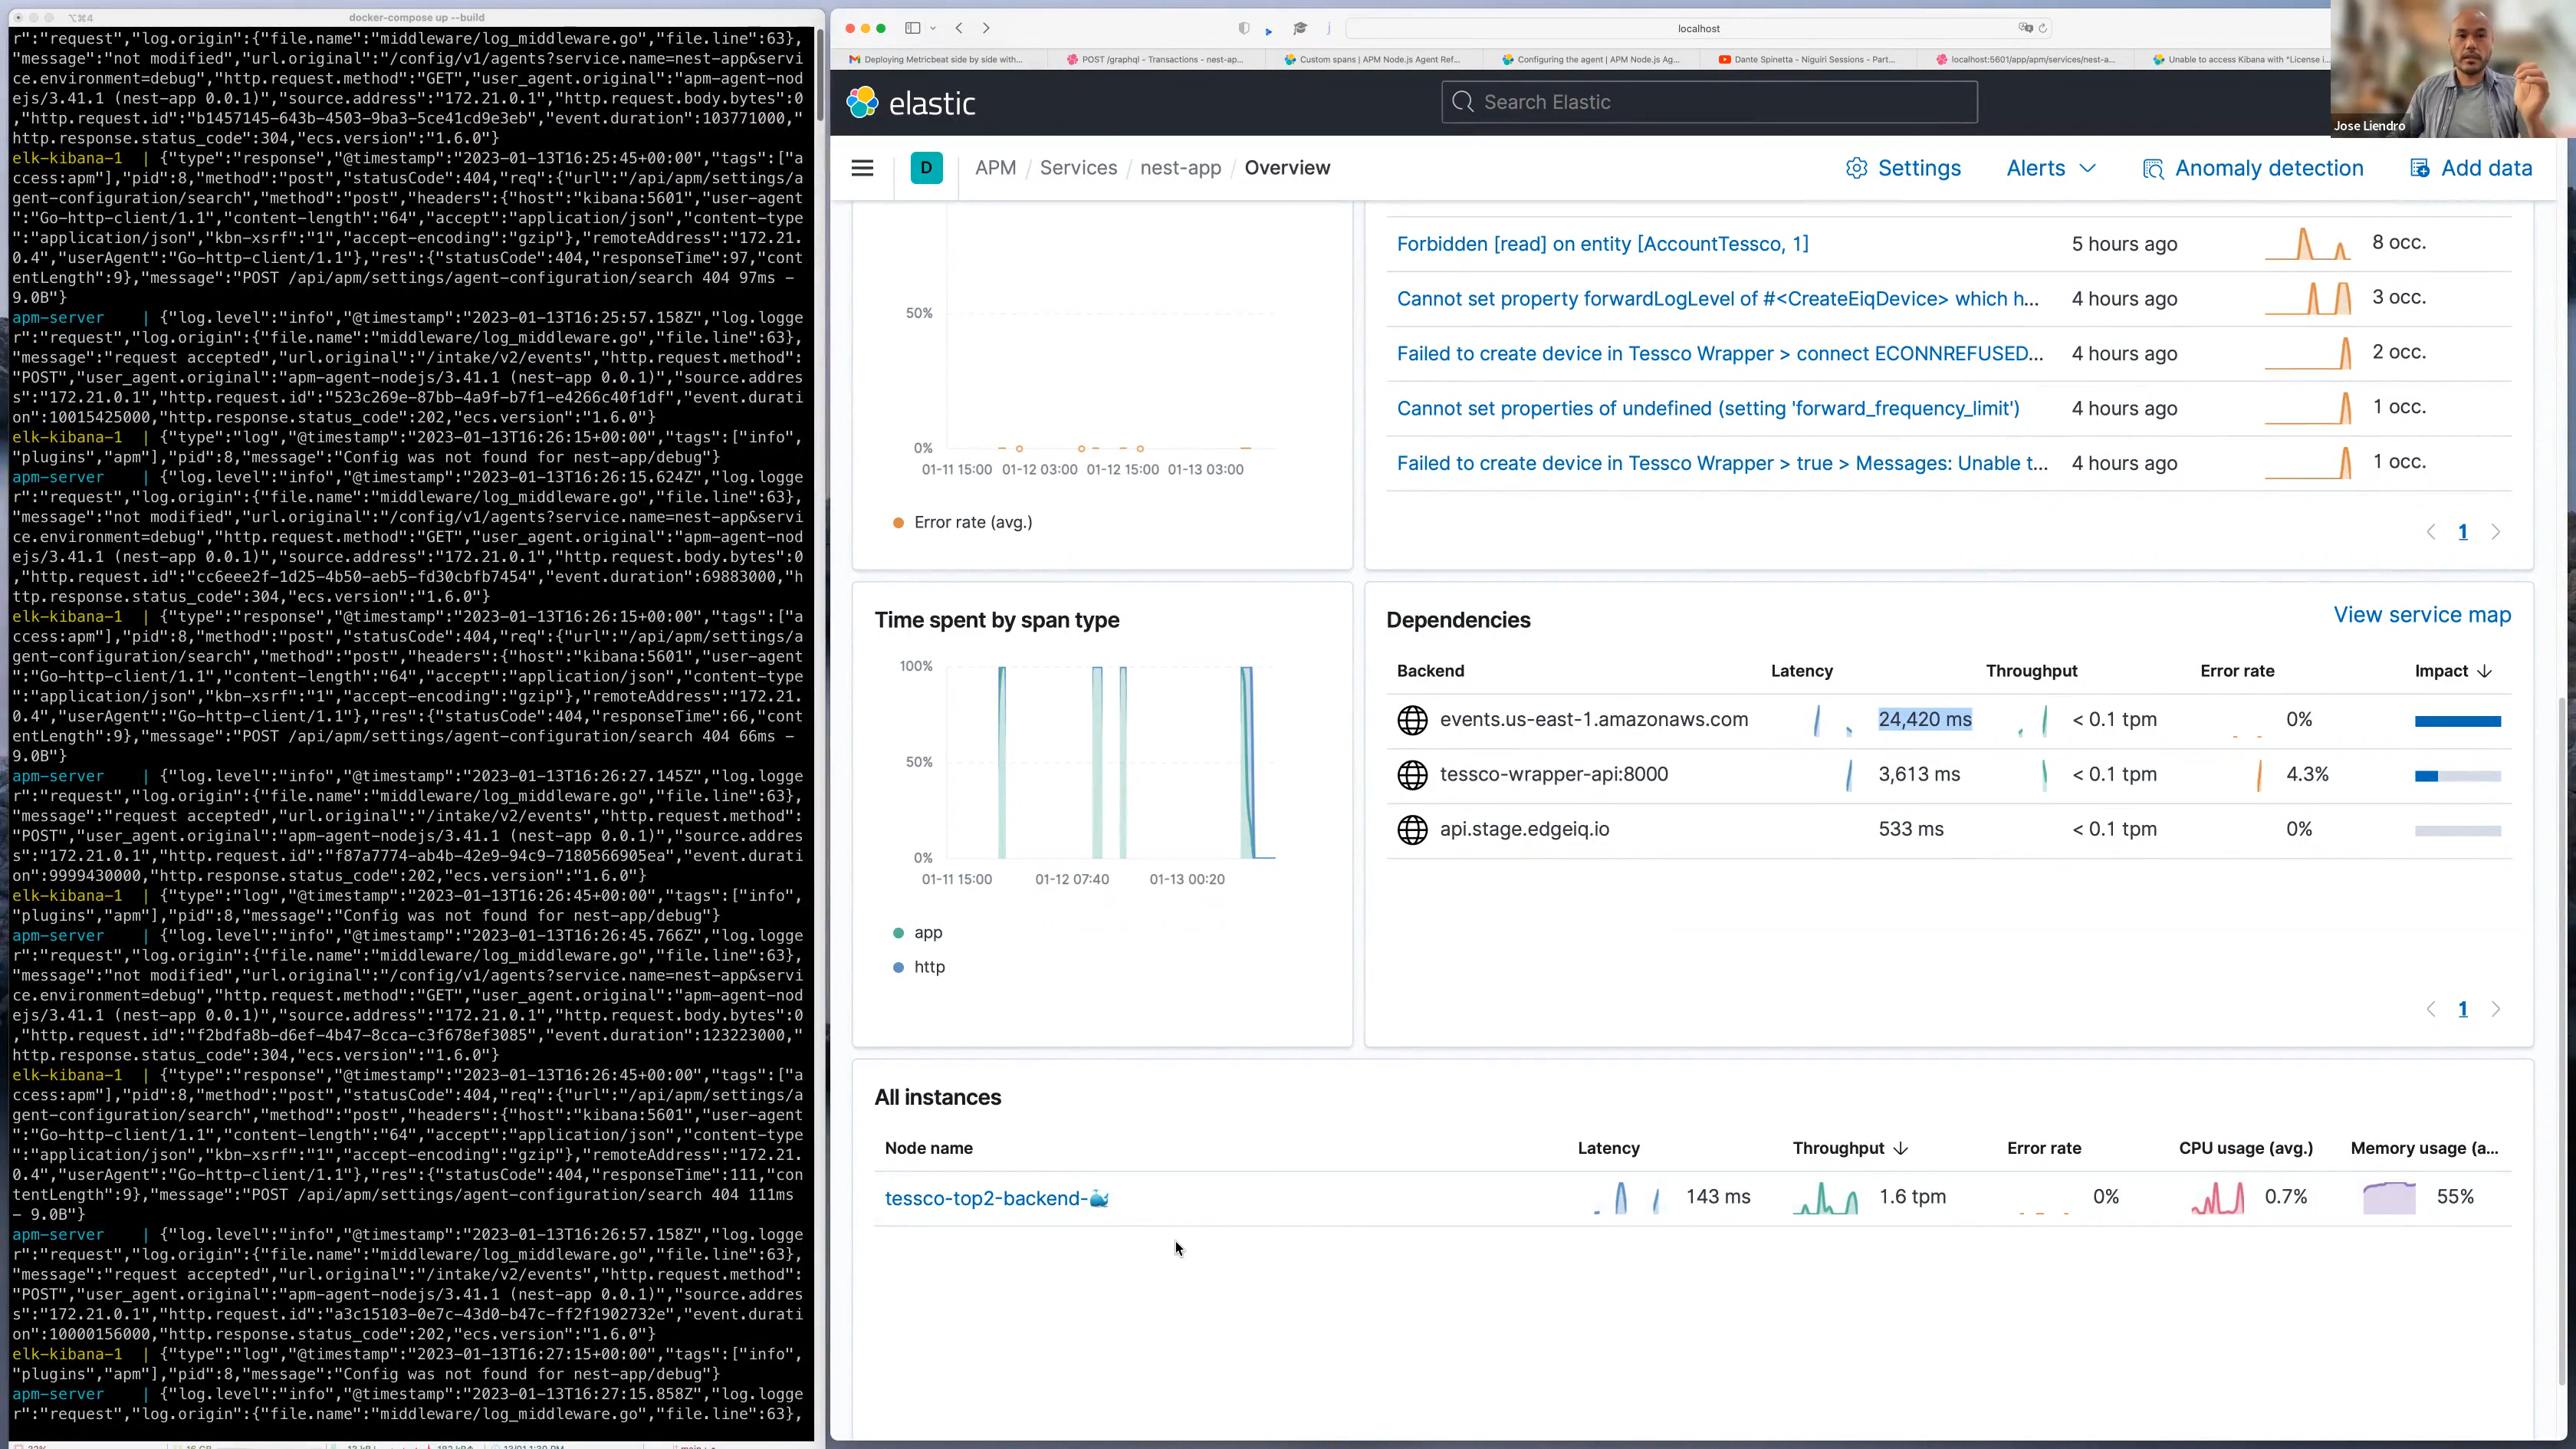 ⌥⌘4
docker-compose up --build
r":"request","log.origin":{"file.name":"middleware/log_middleware.go","file.line":63},
"message":"not modified","url.original":"/config/v1/agents?service.name=nest-app&servi
ce.environment=debug","http.request.method":"GET","user_agent.original":"apm-agent-nod
ejs/3.41.1 (nest-app 0.0.1)","source.address":"172.21.0.1","http.request.body.bytes":0
,"http.request.id":"b1457145-643b-4503-9ba3-5ce41cd9e3eb","event.duration":103771000,"
http.response.status_code":304,"ecs.version":"1.6.0"}
elk-kibana-1  | {"type":"response","@timestamp":"2023-01-13T16:25:45+00:00","tags":["a
ccess:apm"],"pid":8,"method":"post","statusCode":404,"req":{"url":"/api/apm/settings/a
gent-configuration/search","method":"post","headers":{"host":"kibana:5601","user-agent
":"Go-http-client/1.1","content-length":"64","accept":"application/json","content-type
":"application/json","kbn-xsrf":"1","accept-encoding":"gzip"},"remoteAddress":"172.21.
0.4","userAgent":"Go-http-client/1.1"},"res":{"statusCode":404,"responseTime":97,"cont
entLength":9},"message":"POST /api/apm/settings/agent-configuration/search 404 97ms -
9.0B"}
apm-server    | {"log.level":"info","@timestamp":"2023-01-13T16:25:57.158Z","log.logge
r":"request","log.origin":{"file.name":"middleware/log_middleware.go","file.line":63},
"message":"request accepted","url.original":"/intake/v2/events","http.request.method":
"POST","user_agent.original":"apm-agent-nodejs/3.41.1 (nest-app 0.0.1)","source.addres
s":"172.21.0.1","http.request.id":"523c269e-87bb-4a9f-b7f1-e4266c40f1df","event.durati
on":10015425000,"http.response.status_code":202,"ecs.version":"1.6.0"}
elk-kibana-1  | {"type":"log","@timestamp":"2023-01-13T16:26:15+00:00","tags":["info",
"plugins","apm"],"pid":8,"message":"Config was not found for nest-app/debug"}
apm-server    | {"log.level":"info","@timestamp":"2023-01-13T16:26:15.624Z","log.logge
r":"request","log.origin":{"file.name":"middleware/log_middleware.go","file.line":63},
"message":"not modified","url.original":"/config/v1/agents?service.name=nest-app&servi
ce.environment=debug","http.request.method":"GET","user_agent.original":"apm-agent-nod
ejs/3.41.1 (nest-app 0.0.1)","source.address":"172.21.0.1","http.request.body.bytes":0
,"http.request.id":"cc6eee2f-1d25-4b50-aeb5-fd30cbfb7454","event.duration":69883000,"h
ttp.response.status_code":304,"ecs.version":"1.6.0"}
elk-kibana-1  | {"type":"response","@timestamp":"2023-01-13T16:26:15+00:00","tags":["a
ccess:apm"],"pid":8,"method":"post","statusCode":404,"req":{"url":"/api/apm/settings/a
gent-configuration/search","method":"post","headers":{"host":"kibana:5601","user-agent
":"Go-http-client/1.1","content-length":"64","accept":"application/json","content-type
":"application/json","kbn-xsrf":"1","accept-encoding":"gzip"},"remoteAddress":"172.21.
0.4","userAgent":"Go-http-client/1.1"},"res":{"statusCode":404,"responseTime":66,"cont
entLength":9},"message":"POST /api/apm/settings/agent-configuration/search 404 66ms -
9.0B"}
apm-server    | {"log.level":"info","@timestamp":"2023-01-13T16:26:27.145Z","log.logge
r":"request","log.origin":{"file.name":"middleware/log_middleware.go","file.line":63},
"message":"request accepted","url.original":"/intake/v2/events","http.request.method":
"POST","user_agent.original":"apm-agent-nodejs/3.41.1 (nest-app 0.0.1)","source.addres
s":"172.21.0.1","http.request.id":"f87a7774-ab4b-42e9-94c9-7180566905ea","event.durati
on":9999430000,"http.response.status_code":202,"ecs.version":"1.6.0"}
elk-kibana-1  | {"type":"log","@timestamp":"2023-01-13T16:26:45+00:00","tags":["info",
"plugins","apm"],"pid":8,"message":"Config was not found for nest-app/debug"}
apm-server    | {"log.level":"info","@timestamp":"2023-01-13T16:26:45.766Z","log.logge
r":"request","log.origin":{"file.name":"middleware/log_middleware.go","file.line":63},
"message":"not modified","url.original":"/config/v1/agents?service.name=nest-app&servi
ce.environment=debug","http.request.method":"GET","user_agent.original":"apm-agent-nod
ejs/3.41.1 (nest-app 0.0.1)","source.address":"172.21.0.1","http.request.body.bytes":0
,"http.request.id":"f2bdfa8b-d6ef-4b47-8cca-c3f678ef3085","event.duration":123223000,"
http.response.status_code":304,"ecs.version":"1.6.0"}
elk-kibana-1  | {"type":"response","@timestamp":"2023-01-13T16:26:45+00:00","tags":["a
ccess:apm"],"pid":8,"method":"post","statusCode":404,"req":{"url":"/api/apm/settings/a
gent-configuration/search","method":"post","headers":{"host":"kibana:5601","user-agent
":"Go-http-client/1.1","content-length":"64","accept":"application/json","content-type
":"application/json","kbn-xsrf":"1","accept-encoding":"gzip"},"remoteAddress":"172.21.
0.4","userAgent":"Go-http-client/1.1"},"res":{"statusCode":404,"responseTime":111,"con
tentLength":9},"message":"POST /api/apm/settings/agent-configuration/search 404 111ms
- 9.0B"}
apm-server    | {"log.level":"info","@timestamp":"2023-01-13T16:26:57.158Z","log.logge
r":"request","log.origin":{"file.name":"middleware/log_middleware.go","file.line":63},
"message":"request accepted","url.original":"/intake/v2/events","http.request.method":
"POST","user_agent.original":"apm-agent-nodejs/3.41.1 (nest-app 0.0.1)","source.addres
s":"172.21.0.1","http.request.id":"a3c15103-0e7c-43d0-b47c-ff2f1902732e","event.durati
on":10000156000,"http.response.status_code":202,"ecs.version":"1.6.0"}
elk-kibana-1  | {"type":"log","@timestamp":"2023-01-13T16:27:15+00:00","tags":["info",
"plugins","apm"],"pid":8,"message":"Config was not found for nest-app/debug"}
apm-server    | {"log.level":"info","@timestamp":"2023-01-13T16:27:15.858Z","log.logge
r":"request","log.origin":{"file.name":"middleware/log_middleware.go","file.line":63},
localhost
Deploying Metricbeat side by side with...
POST /graphql - Transactions - nest-ap...
Custom spans | APM Node.js Agent Ref...
Configuring the agent | APM Node.js Ag...
Dante Spinetta - Niguiri Sessions - Part...
localhost:5601/app/apm/services/nest-a...
Unable to access Kibana with "License i...
Jose Liendro
elastic
Search Elastic
D
APM / Services / nest-app / Overview
Settings
Alerts
Anomaly detection
Add data
50%
0%
01-11 15:00 01-12 03:00 01-12 15:00 01-13 03:00
Error rate (avg.)
Forbidden [read] on entity [AccountTessco, 1] 5 hours ago 8 occ.
Cannot set property forwardLogLevel of #<CreateEiqDevice> which h... 4 hours ago 3 occ.
Failed to create device in Tessco Wrapper > connect ECONNREFUSED... 4 hours ago 2 occ.
Cannot set properties of undefined (setting 'forward_frequency_limit') 4 hours ago 1 occ.
Failed to create device in Tessco Wrapper > true > Messages: Unable t... 4 hours ago 1 occ.
1
Time spent by span type
100%
50%
0%
01-11 15:00 01-12 07:40 01-13 00:20
app
http
Dependencies
View service map
Backend Latency Throughput Error rate Impact
events.us-east-1.amazonaws.com 24,420 ms < 0.1 tpm 0%
tessco-wrapper-api:8000 3,613 ms < 0.1 tpm 4.3%
api.stage.edgeiq.io 533 ms < 0.1 tpm 0%
1
All instances
Node name Latency Throughput Error rate CPU usage (avg.) Memory usage (a...
tessco-top2-backend-🐳 143 ms 1.6 tpm 0% 0.7% 55%